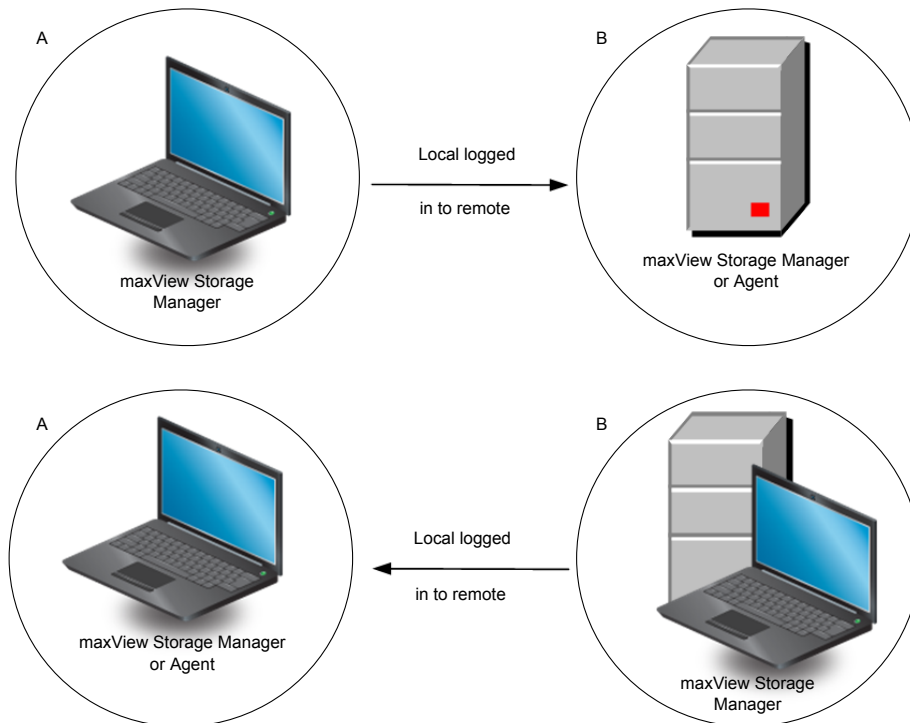 A
B
Local logged
in to remote
maxView Storage
Manager
maxView Storage Manager
or Agent
A
B
Local logged
in to remote
maxView Storage Manager
or Agent
maxView Storage
Manager